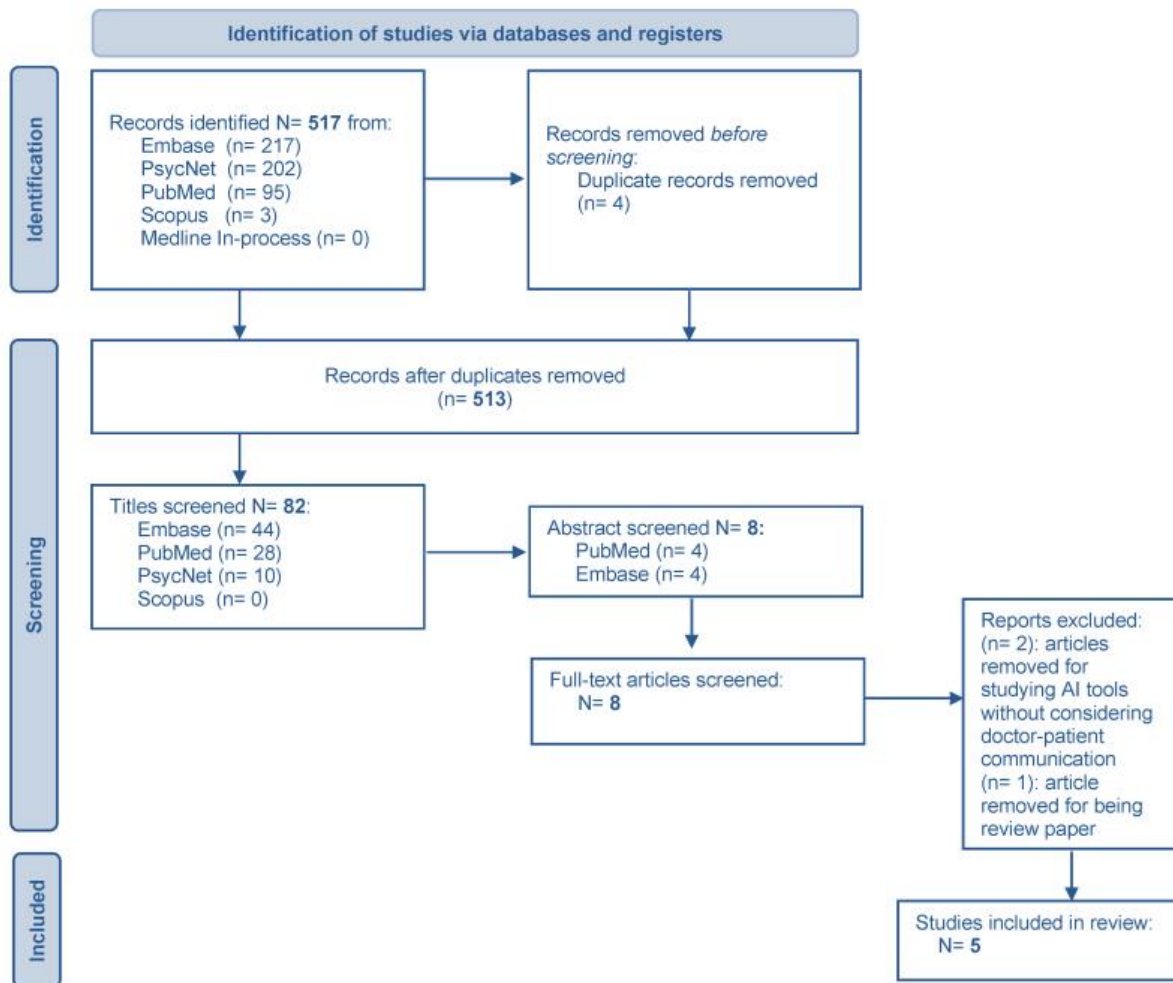 Identification of studies via databases and registers
Identification
Records identified N= 517 from:
Embase (n= 217)
PsycNet (n= 202)
PubMed (n= 95)
Scopus (n= 3)
Medline In-process (n= 0)
Records removed before
screening:
Duplicate records removed
(n= 4)
Screening
Records after duplicates removed
(n= 513)
Titles screened N= 82:
Embase (n= 44)
PubMed (n= 28)
PsycNet (n= 10)
Scopus (n= 0)
Abstract screened N= 8:
PubMed (n= 4)
Embase (n= 4)
Full-text articles screened:
N= 8
Reports excluded:
(n= 2): articles
removed for
studying AI tools
without considering
doctor-patient
communication
(n= 1): article
removed for being
review paper
Included
Studies included in review:
N= 5